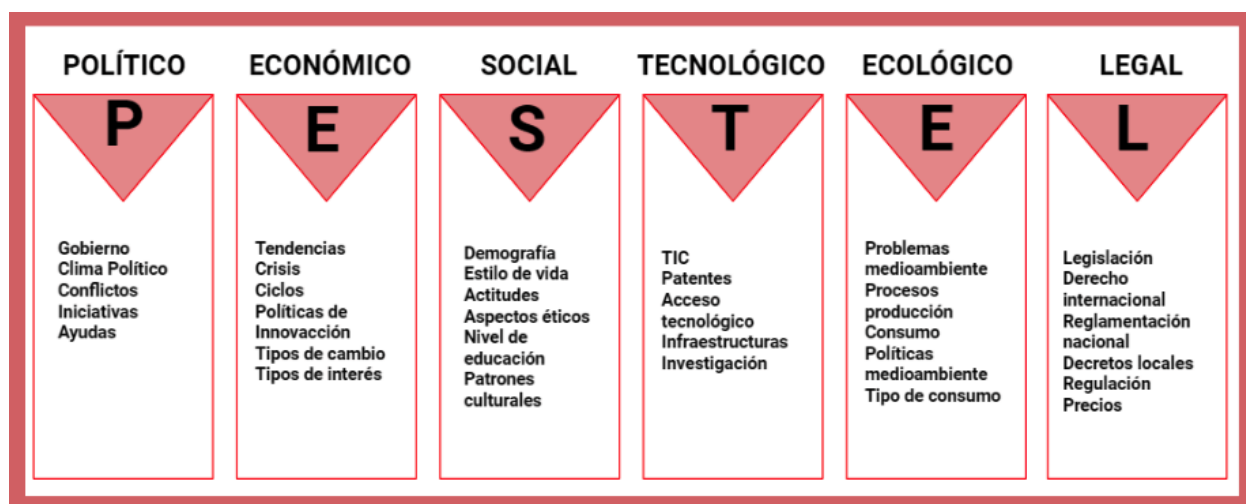 POLÍTICO
P
Gobierno
Clima Político
Conflictos
Iniciativas
Ayudas
ECONÓMICO
E
Tendencias
Crisis
Ciclos
Políticas de
Innovacción
Tipos de cambio
Tipos de interés
SOCIAL
S
Demografía
Estilo de vida
Actitudes
Aspectos éticos
Nivel de
educación
Patrones
culturales
TECNOLÓGICO
T
TIC
Patentes
Acceso
tecnológico
Infraestructuras
Investigación
ECOLÓGICO
E
Problemas
medioambiente
Procesos
producción
Consumo
Políticas
medioambiente
Tipo de consumo
LEGAL
L
Legislación
Derecho
internacional
Reglamentación
nacional
Decretos locales
Regulación
Precios